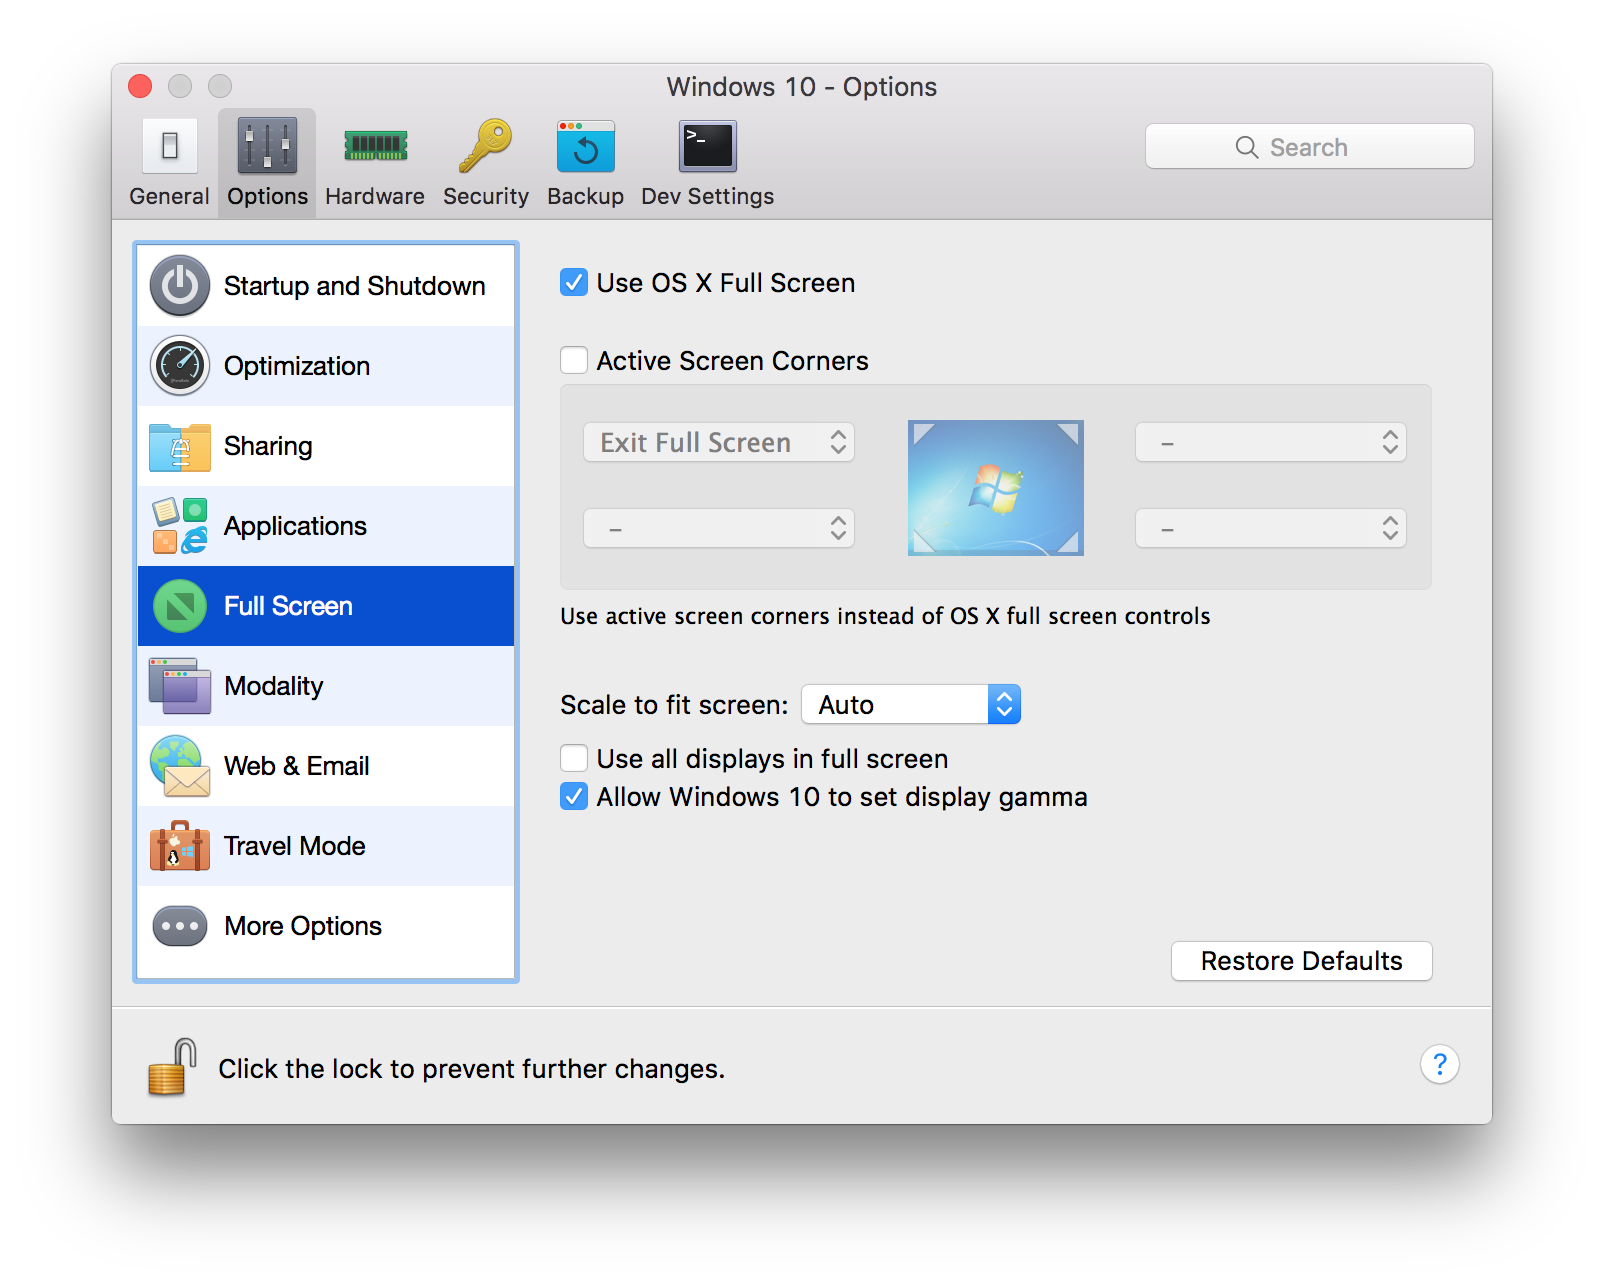 Windows 10 - Options
General
Options
Hardware
Security
Backup
>_
Dev Settings
Search
Startup and Shutdown
Optimization
Sharing
Applications
Full Screen
Modality
Web & Email
Travel Mode
More Options
Use OS X Full Screen
Active Screen Corners
Exit Full Screen
–
–
–
Use active screen corners instead of OS X full screen controls
Scale to fit screen: Auto
Use all displays in full screen
Allow Windows 10 to set display gamma
Restore Defaults
Click the lock to prevent further changes.
?